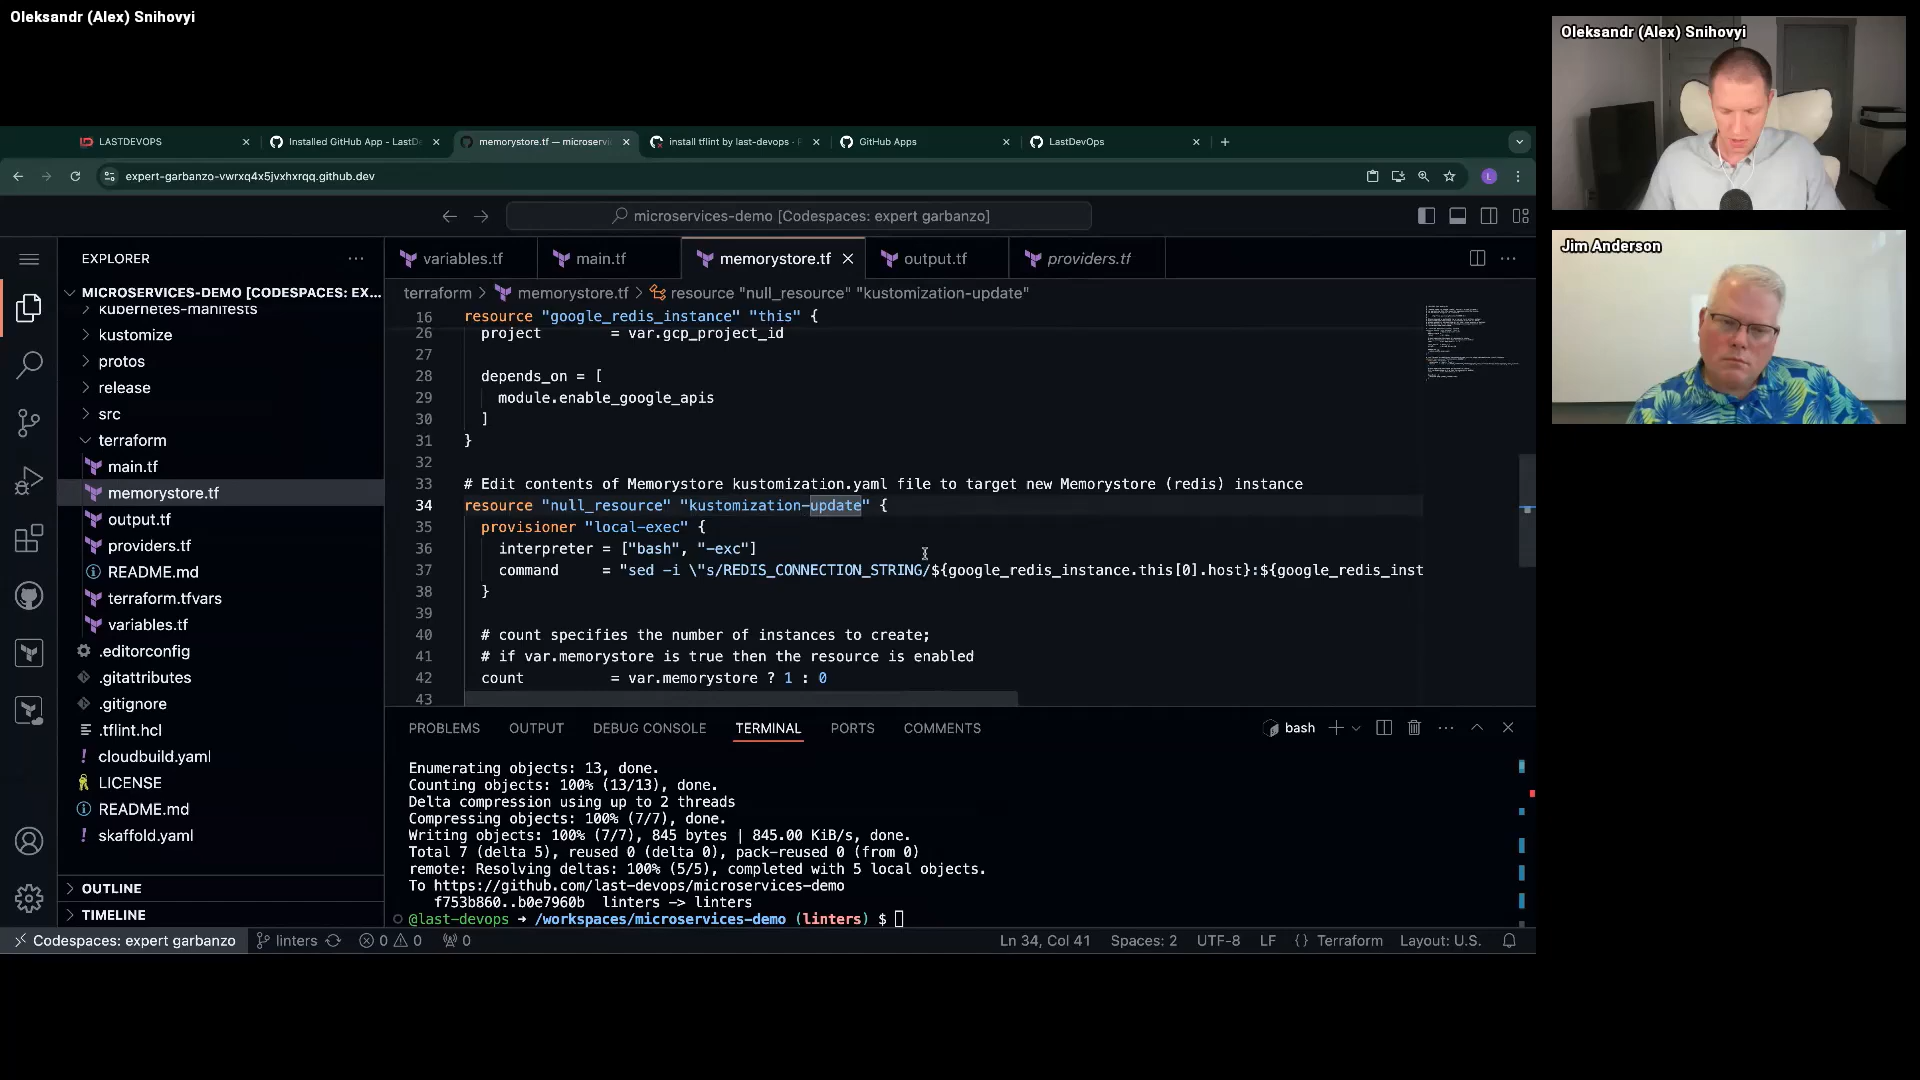 Oleksandr (Alex) Snihovyi
Oleksandr (Alex) Snihovyi
Jim Anderson
LASTDEVOPS
Installed GitHub App - LastD
memorystore.tf — microservi
install tflint by last-devops ·
GitHub Apps
LastDevOps
expert-garbanzo-vwrxq4x5jvxhxrqq.github.dev
L
microservices-demo [Codespaces: expert garbanzo]
EXPLORER
variables.tf
main.tf
memorystore.tf
output.tf
providers.tf
MICROSERVICES-DEMO [CODESPACES: EX...
terraform > memorystore.tf > resource "null_resource" "kustomization-update"
kubernetes-manifests
kustomize
protos
release
src
terraform
main.tf
memorystore.tf
output.tf
providers.tf
README.md
terraform.tfvars
variables.tf
.editorconfig
.gitattributes
.gitignore
.tflint.hcl
cloudbuild.yaml
LICENSE
README.md
skaffold.yaml
OUTLINE
TIMELINE
16 resource "google_redis_instance" "this" {
26 project = var.gcp_project_id
27
28 depends_on = [
29 module.enable_google_apis
30 ]
31 }
32
33 # Edit contents of Memorystore kustomization.yaml file to target new Memorystore (redis) instance
34 resource "null_resource" "kustomization-update" {
35 provisioner "local-exec" {
36 interpreter = ["bash", "-exc"]
37 command = "sed -i \"s/REDIS_CONNECTION_STRING/${google_redis_instance.this[0].host}:${google_redis_inst
38 }
39
40 # count specifies the number of instances to create;
41 # if var.memorystore is true then the resource is enabled
42 count = var.memorystore ? 1 : 0
43
PROBLEMS OUTPUT DEBUG CONSOLE TERMINAL PORTS COMMENTS
bash
Enumerating objects: 13, done.
Counting objects: 100% (13/13), done.
Delta compression using up to 2 threads
Compressing objects: 100% (7/7), done.
Writing objects: 100% (7/7), 845 bytes | 845.00 KiB/s, done.
Total 7 (delta 5), reused 0 (delta 0), pack-reused 0 (from 0)
remote: Resolving deltas: 100% (5/5), completed with 5 local objects.
To https://github.com/last-devops/microservices-demo
f753b860..b0e7960b linters -> linters
@last-devops → /workspaces/microservices-demo (linters) $
Codespaces: expert garbanzo
linters
0
0
0
Ln 34, Col 41
Spaces: 2
UTF-8
LF
{} Terraform
Layout: U.S.